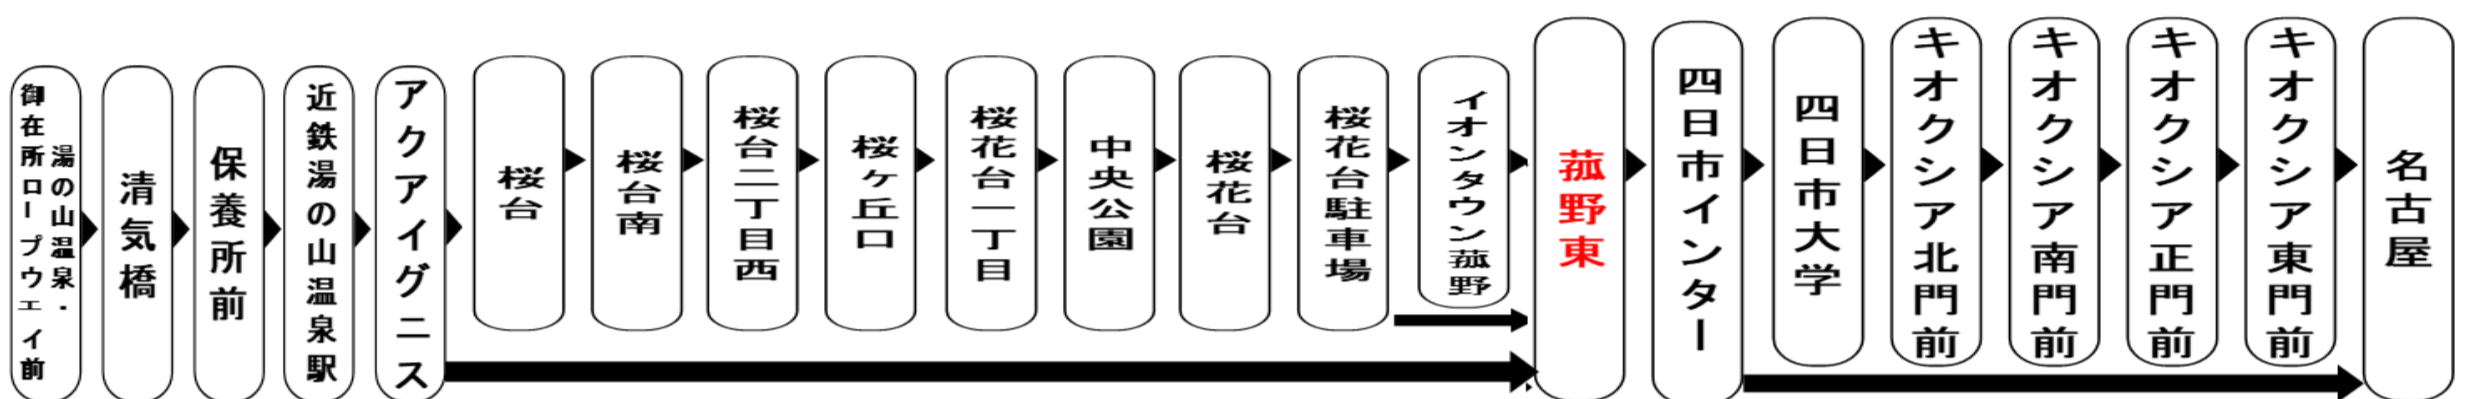 湯の山温泉・
御在所ロープウエイ前
清気橋
保養所前
近鉄湯の山温泉駅
アクアイグニス
桜台
桜台南
桜台二丁目西
桜ヶ丘口
桜花台一丁目
中央公園
桜花台
桜花台駐車場
イオンタウン菰野
菰野東
四日市インター
四日市大学
キオクシア北門前
キオクシア南門前
キオクシア正門前
キオクシア東門前
名古屋